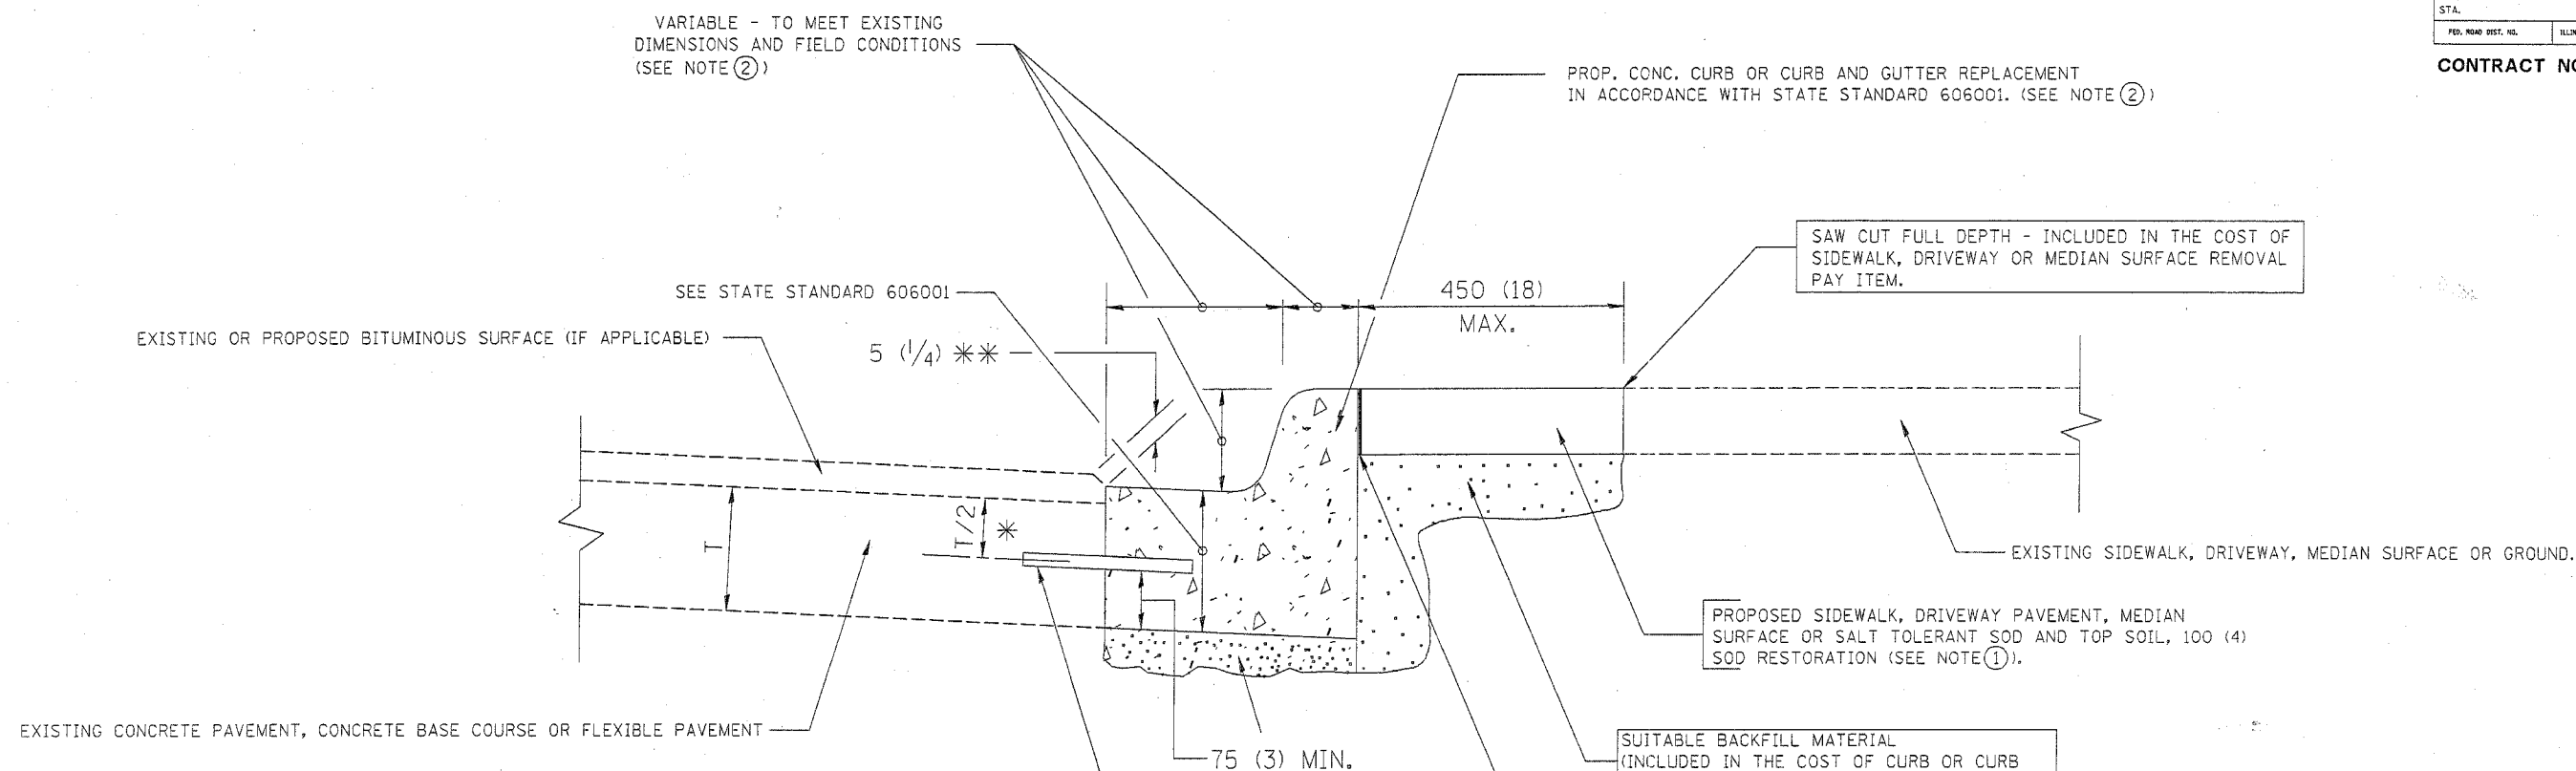 STA.
FED. ROAD DIST. NO.
CONTRACT
VARIABLE - TO MEET EXISTING
DIMENSIONS AND FIELD CONDITIONS
(SEE NOTE ②)
PROP. CONC. CURB OR CURB AND GUTTER REPLACEMENT
IN ACCORDANCE WITH STATE STANDARD 606001. (SEE NOTE ②)
SAW CUT FULL DEPTH - INCLUDED IN THE COST OF
SIDEWALK, DRIVEWAY OR MEDIAN SURFACE REMOVAL
PAY ITEM.
SEE STATE STANDARD 606001
450 (18)
MAX.
EXISTING OR PROPOSED BITUMINOUS SURFACE (IF APPLICABLE)
5 (1/4) **
T
T/2 *
EXISTING SIDEWALK, DRIVEWAY, MEDIAN SURFACE OR GROUND.
PROPOSED SIDEWALK, DRIVEWAY PAVEMENT, MEDIAN
SURFACE OR SALT TOLERANT SOD AND TOP SOIL, 100 (4)
SOD RESTORATION (SEE NOTE ①).
EXISTING CONCRETE PAVEMENT, CONCRETE BASE COURSE OR FLEXIBLE PAVEMENT
75 (3) MIN.
SUITABLE BACKFILL MATERIAL
(INCLUDED IN THE COST OF CURB OR CURB